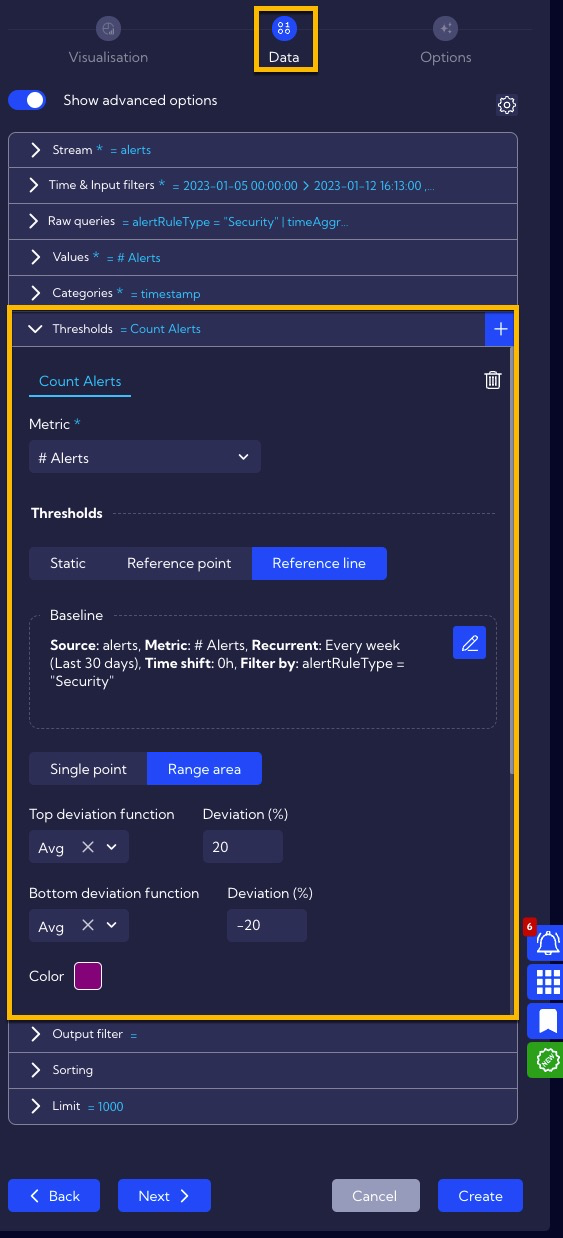 Visualisation
Data
Options
Show advanced options
Stream * = alerts
Time & Input filters * = 2023-01-05 00:00:00 > 2023-01-12 16:13:00 ,...
Raw queries = alertRuleType = "Security" | timeAggr...
Values * = # Alerts
Categories * = timestamp
Thresholds = Count Alerts
Count Alerts
Metric *
# Alerts
Thresholds
Static Reference point Reference line
Baseline
Source: alerts, Metric: # Alerts, Recurrent: Every week
(Last 30 days), Time shift: 0h, Filter by: alertRuleType =
"Security"
Single point Range area
Top deviation function Deviation (%)
Avg 20
Bottom deviation function Deviation (%)
Avg -20
6
Color
Output filter =
NEW
Sorting
Limit = 1000
Back Next Cancel Create